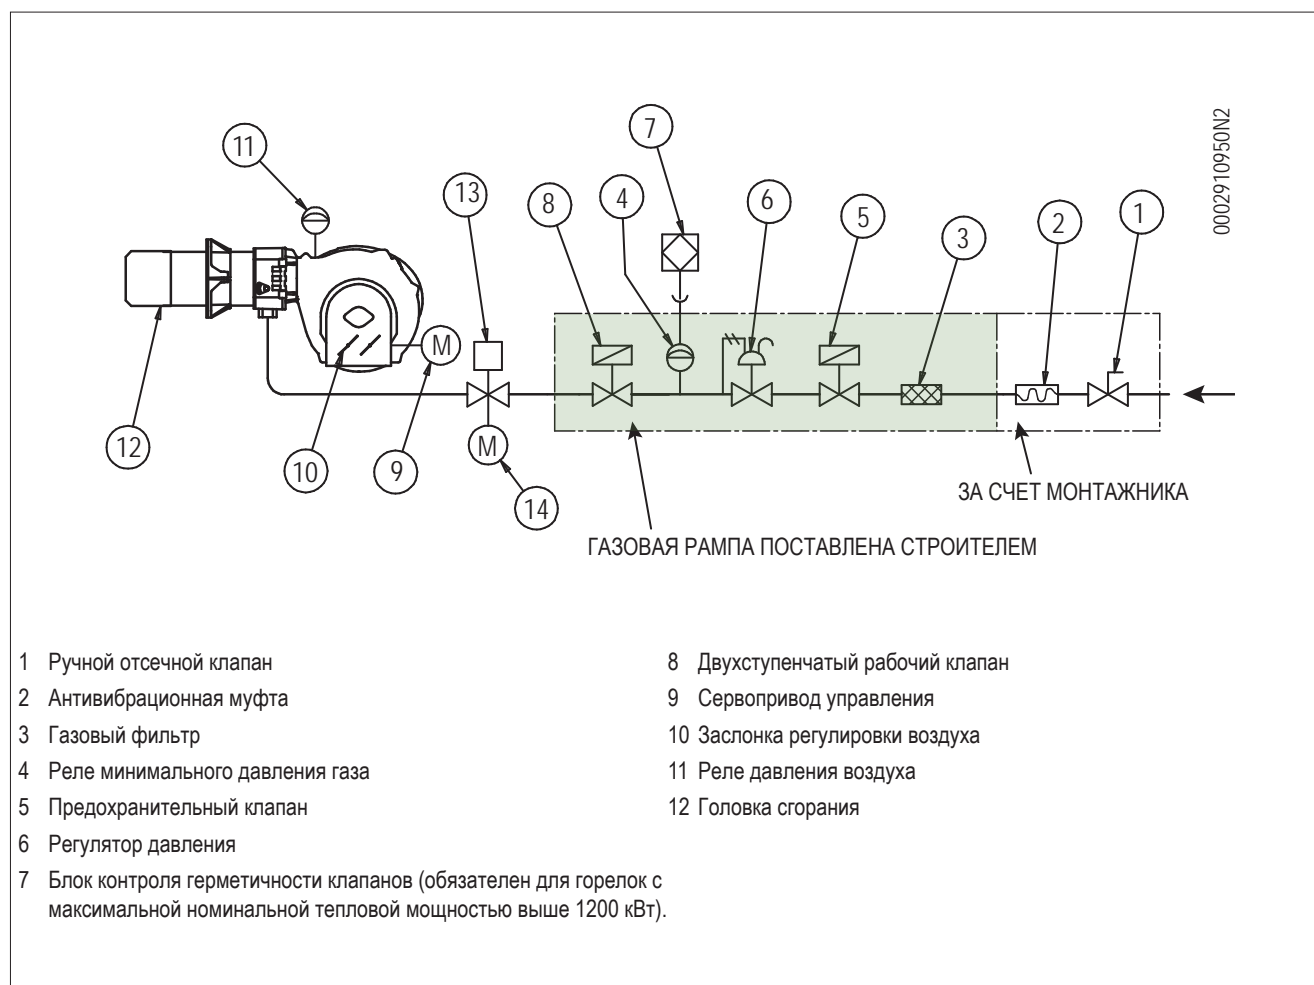 0002910950N2
7
11
13
8
4
6
5
3
2
1
M
12
10
9
M
14
ЗА СЧЕТ МОНТАЖНИКА
ГАЗОВАЯ РАМПА ПОСТАВЛЕНА СТРОИТЕЛЕМ
1 Ручной отсечной клапан
2 Антивибрационная муфта
3 Газовый фильтр
4 Реле минимального давления газа
5 Предохранительный клапан
6 Регулятор давления
7 Блок контроля герметичности клапанов (обязателен для горелок с
максимальной номинальной тепловой мощностью выше 1200 кВт).
8 Двухступенчатый рабочий клапан
9 Сервопривод управления
10 Заслонка регулировки воздуха
11 Реле давления воздуха
12 Головка сгорания